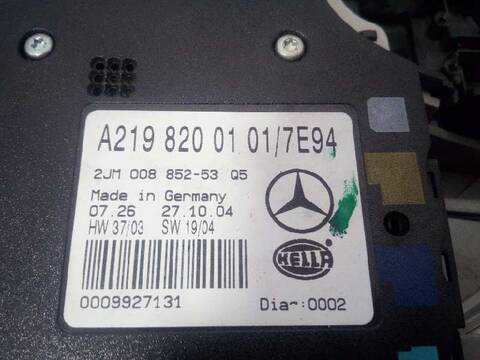 A219 820 01 01/7E94
2JM 008 852-53 Q5
Made in Germany
07.26 27.10.04
HW 37/03 SW 19/04
HELLA
0009927131
Diag:0002